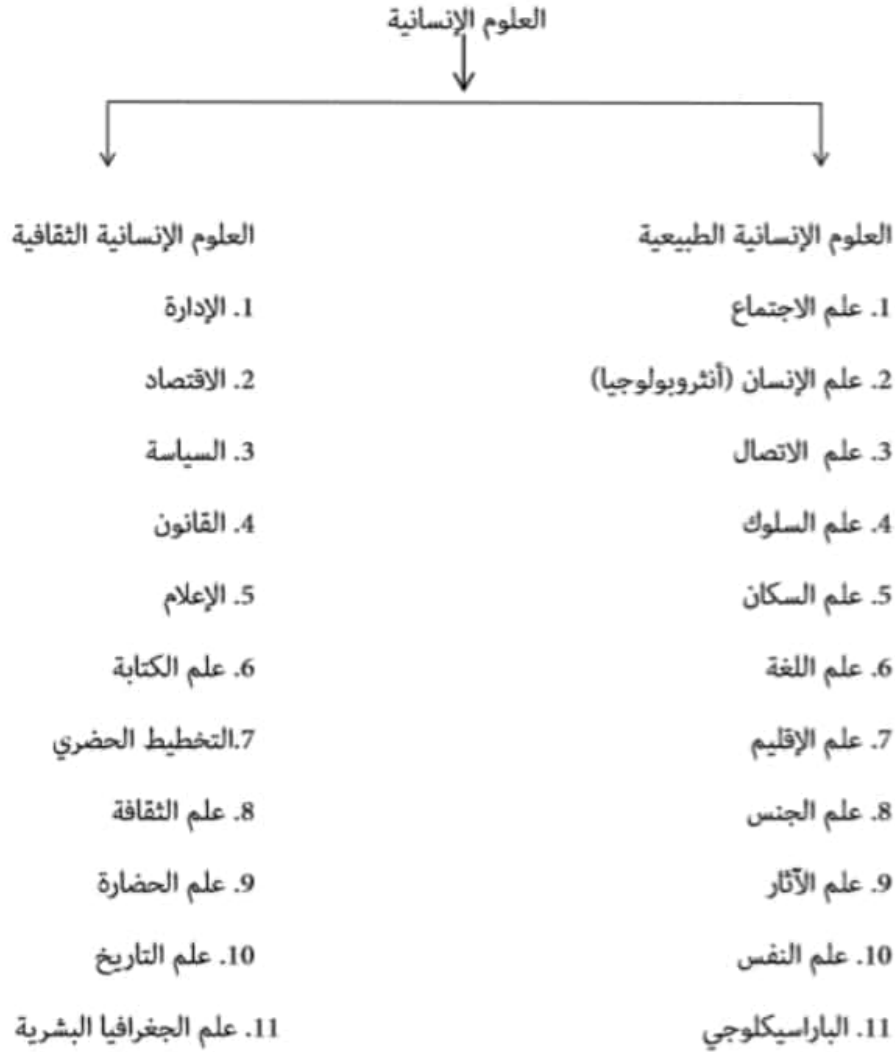 العلوم الإنسانية
العلوم الإنسانية الطبيعية
1. علم الاجتماع
2. علم الإنسان (أنثروبولوجيا)
3. علم الاتصال
4. علم السلوك
5. علم السكان
6. علم اللغة
7. علم الإقليم
8. علم الجنس
9. علم الآثار
10. علم النفس
11. الباراسيكلوجي
العلوم الإنسانية الثقافية
1. الإدارة
2. الاقتصاد
3. السياسة
4. القانون
5. الإعلام
6. علم الكتابة
7.التخطيط الحضري
8. علم الثقافة
9. علم الحضارة
10. علم التاريخ
11. علم الجغرافيا البشرية